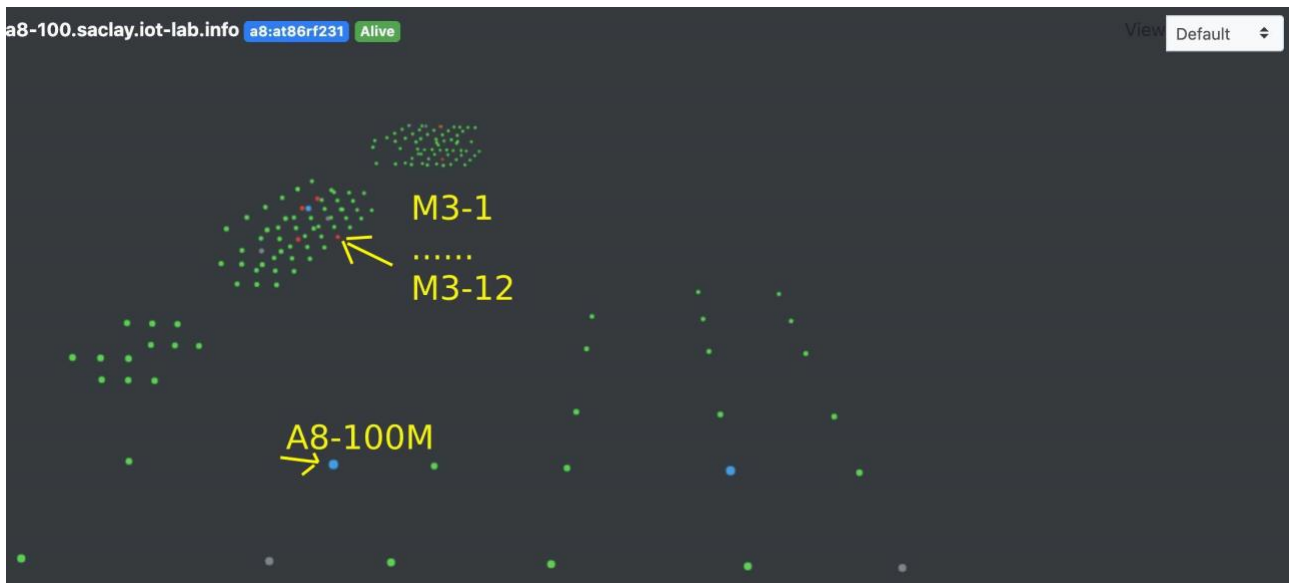 a8-100.saclay.iot-lab.info a8:at86rf231 Alive
View Default
M3-1
......
M3-12
A8-100M